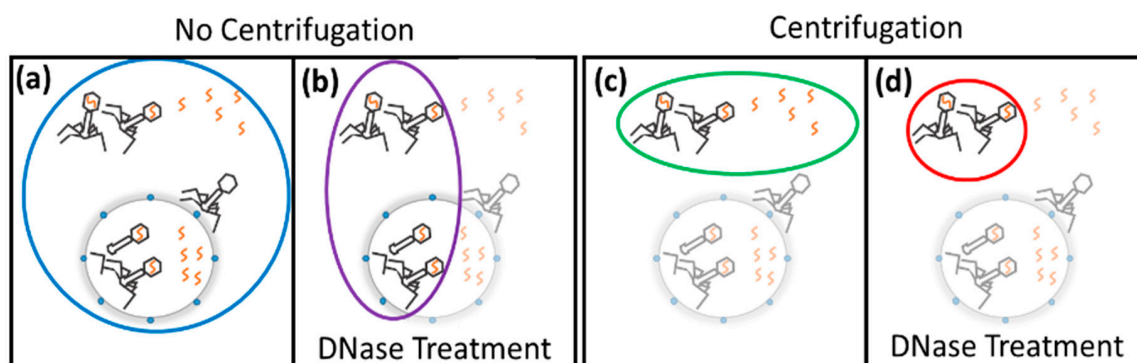 No Centrifugation
Centrifugation
(a)
(b)
(c)
(d)
DNase Treatment
DNase Treatment